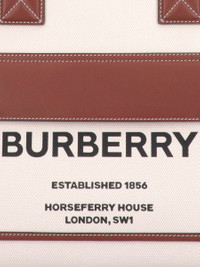 BURBERRY
ESTABLISHED 1856
HORSEFERRY HOUSE
LONDON, SW1